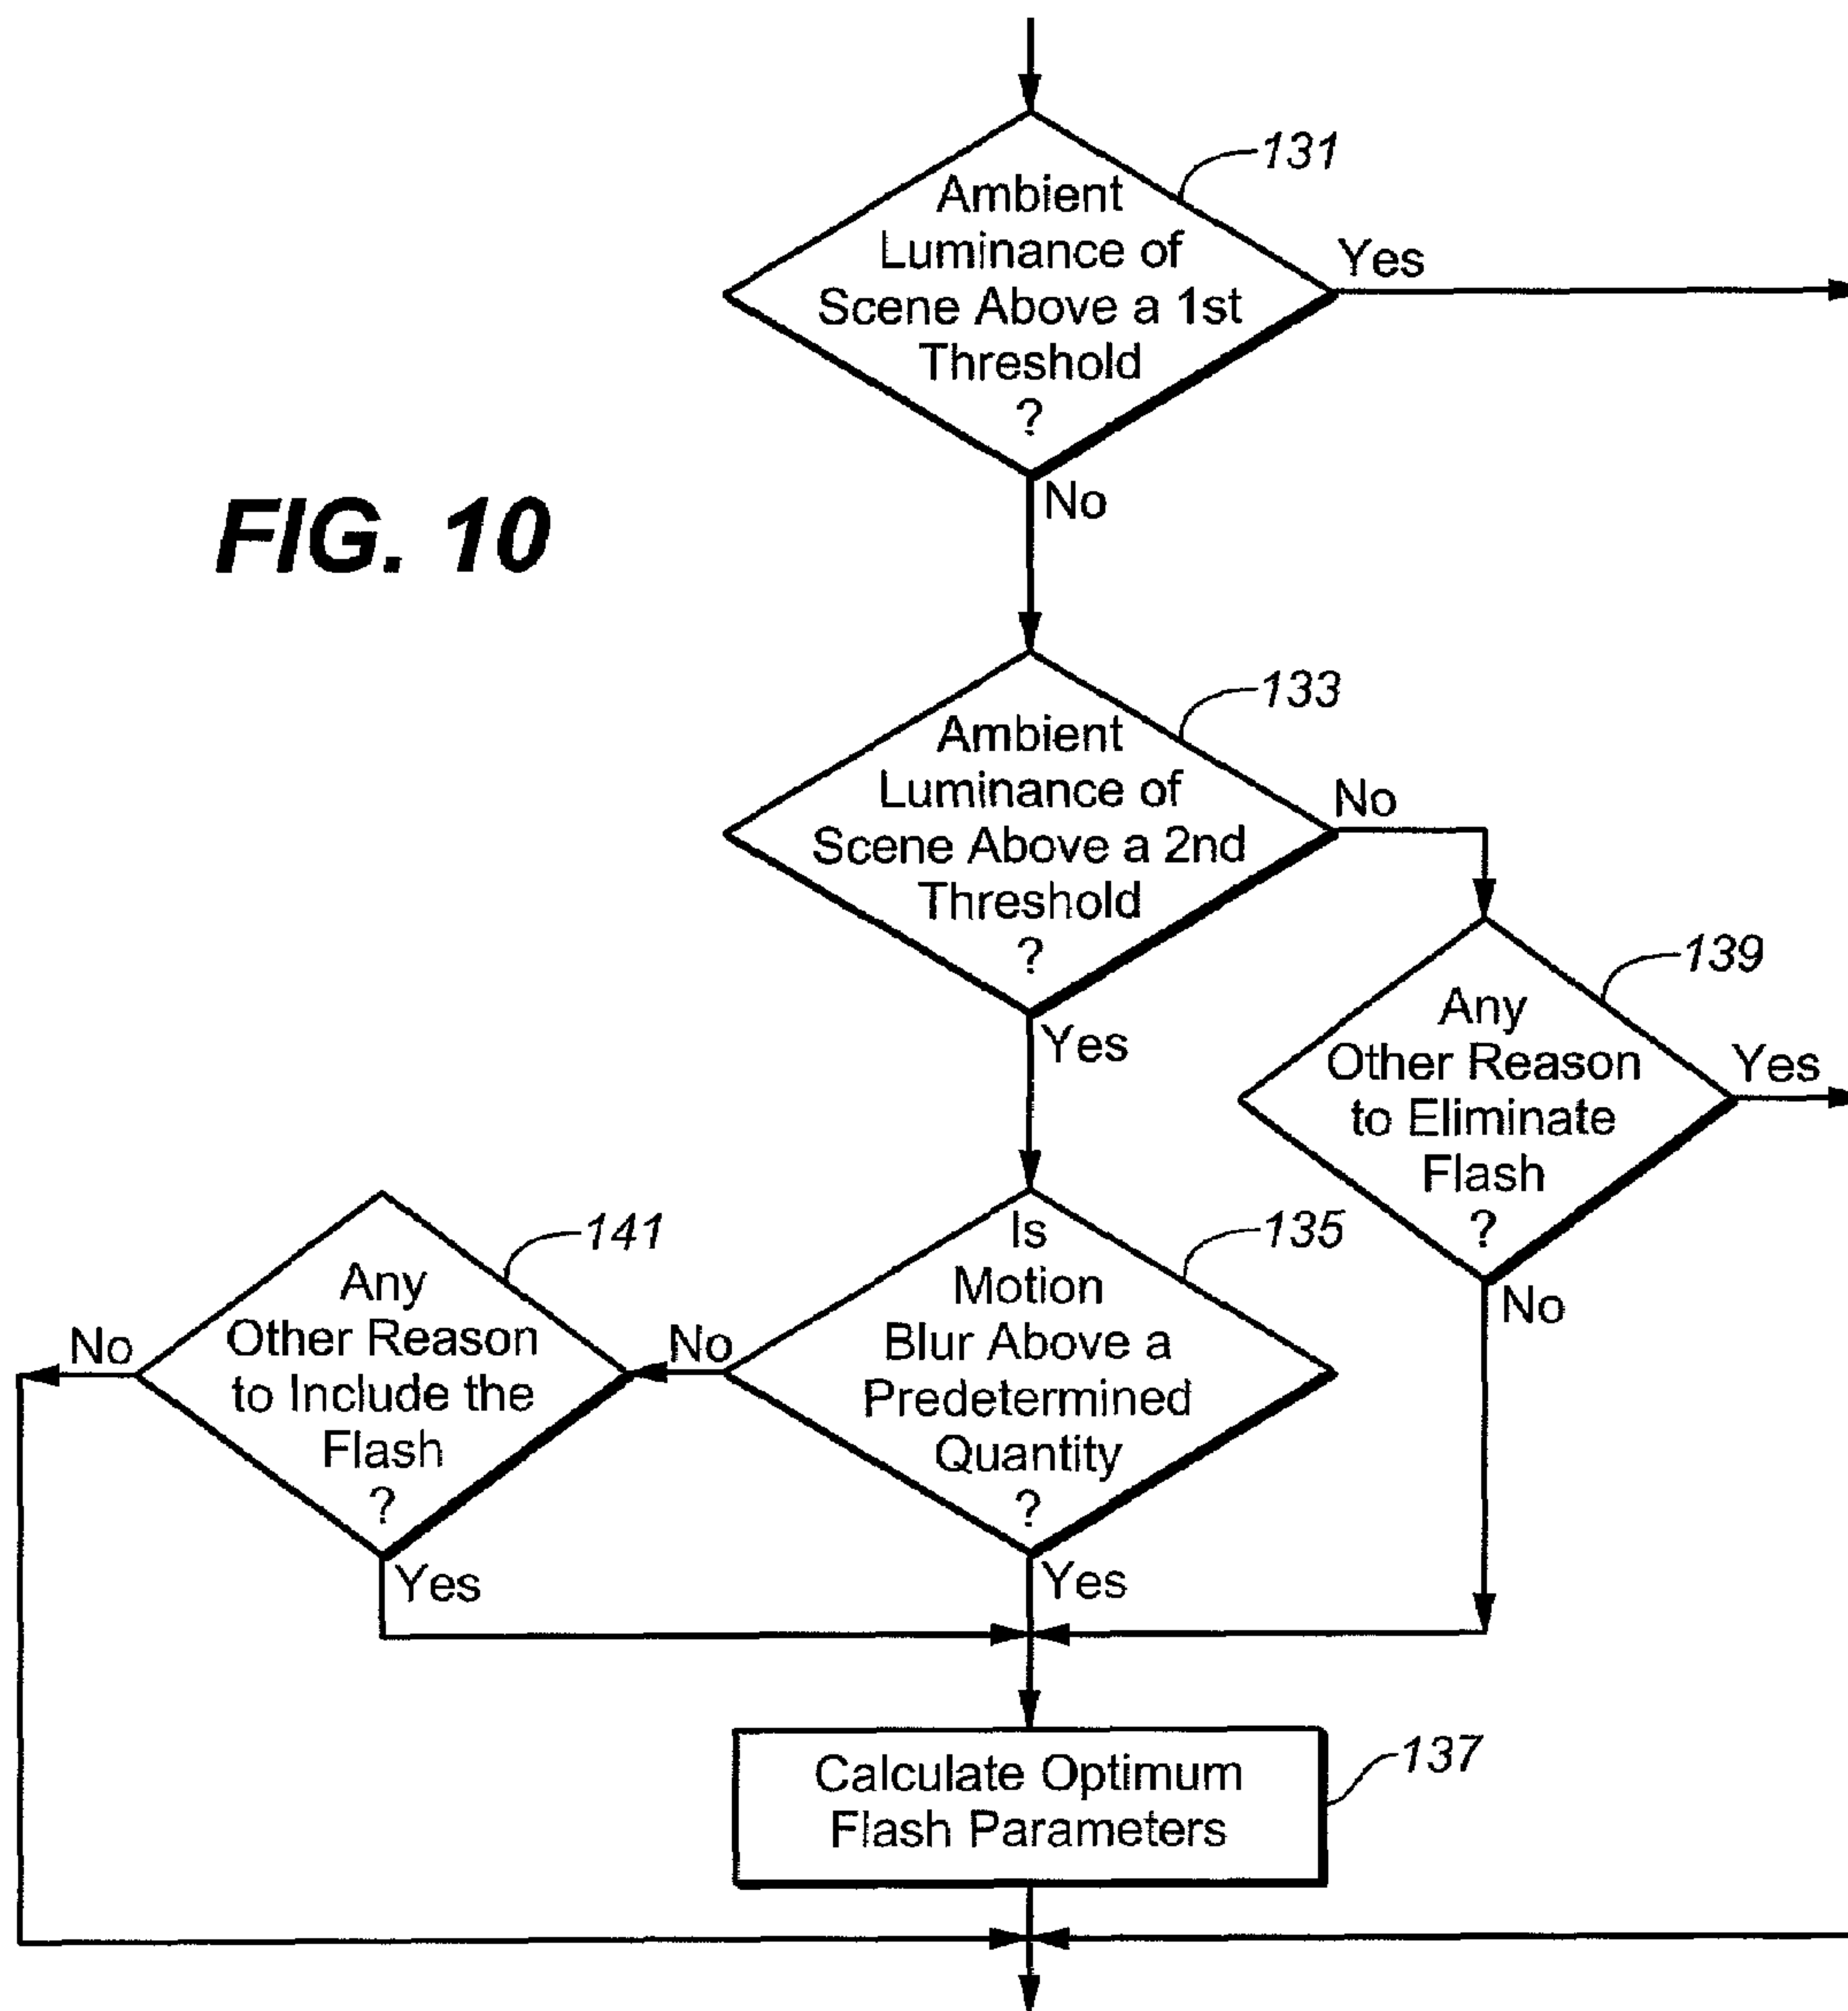 131
Ambient
Luminance of
Scene Above a 1st
Threshold
?
Yes
No
FIG. 10
133
Ambient
Luminance of
Scene Above a 2nd
Threshold
?
No
Yes
139
Any
Other Reason
to Eliminate
Flash
?
Yes
No
135
Is
Motion
Blur Above a
Predetermined
Quantity
?
No
Yes
141
Any
Other Reason
to Include the
Flash
?
No
Yes
137
Calculate Optimum
Flash Parameters